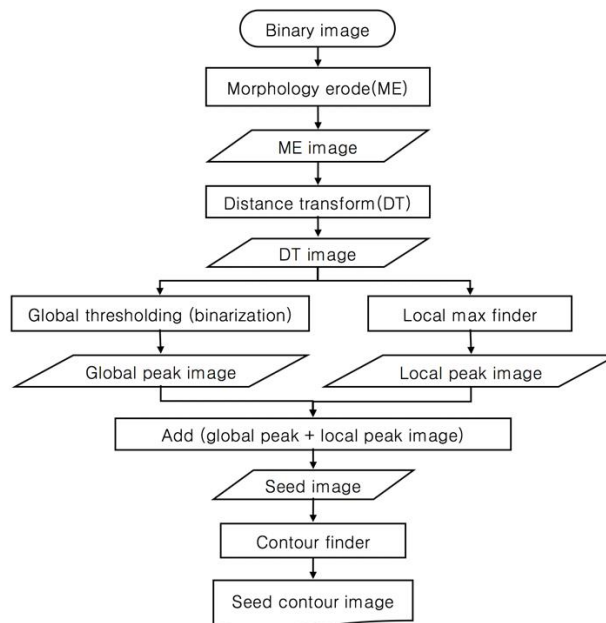 Binary image
Morphology erode(ME)
ME image
Distance transform(DT)
DT image
Global thresholding (binarization)
Local max finder
Global peak image
Local peak image
Add (global peak + local peak image)
Seed image
Contour finder
Seed contour image